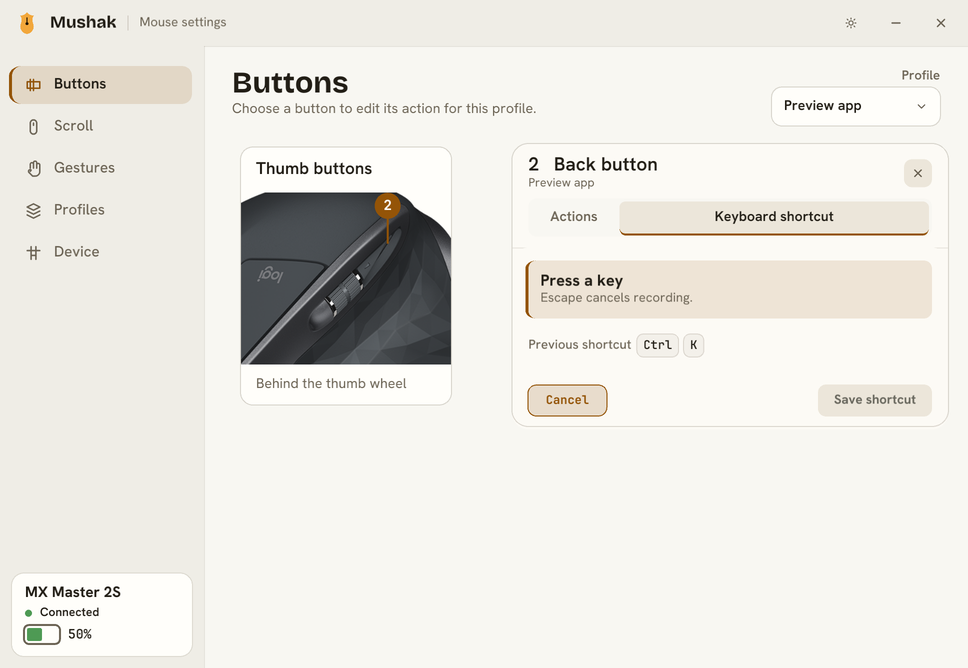 Mushak
Mouse settings
Buttons
Scroll
Gestures
Profiles
Device
MX Master 2S
Connected
50%
Buttons
Choose a button to edit its action for this profile.
Profile
Preview app
Thumb buttons
2
logi
Behind the thumb wheel
2 Back button
Preview app
Actions
Keyboard shortcut
Press a key
Escape cancels recording.
Previous shortcut Ctrl K
Cancel
Save shortcut